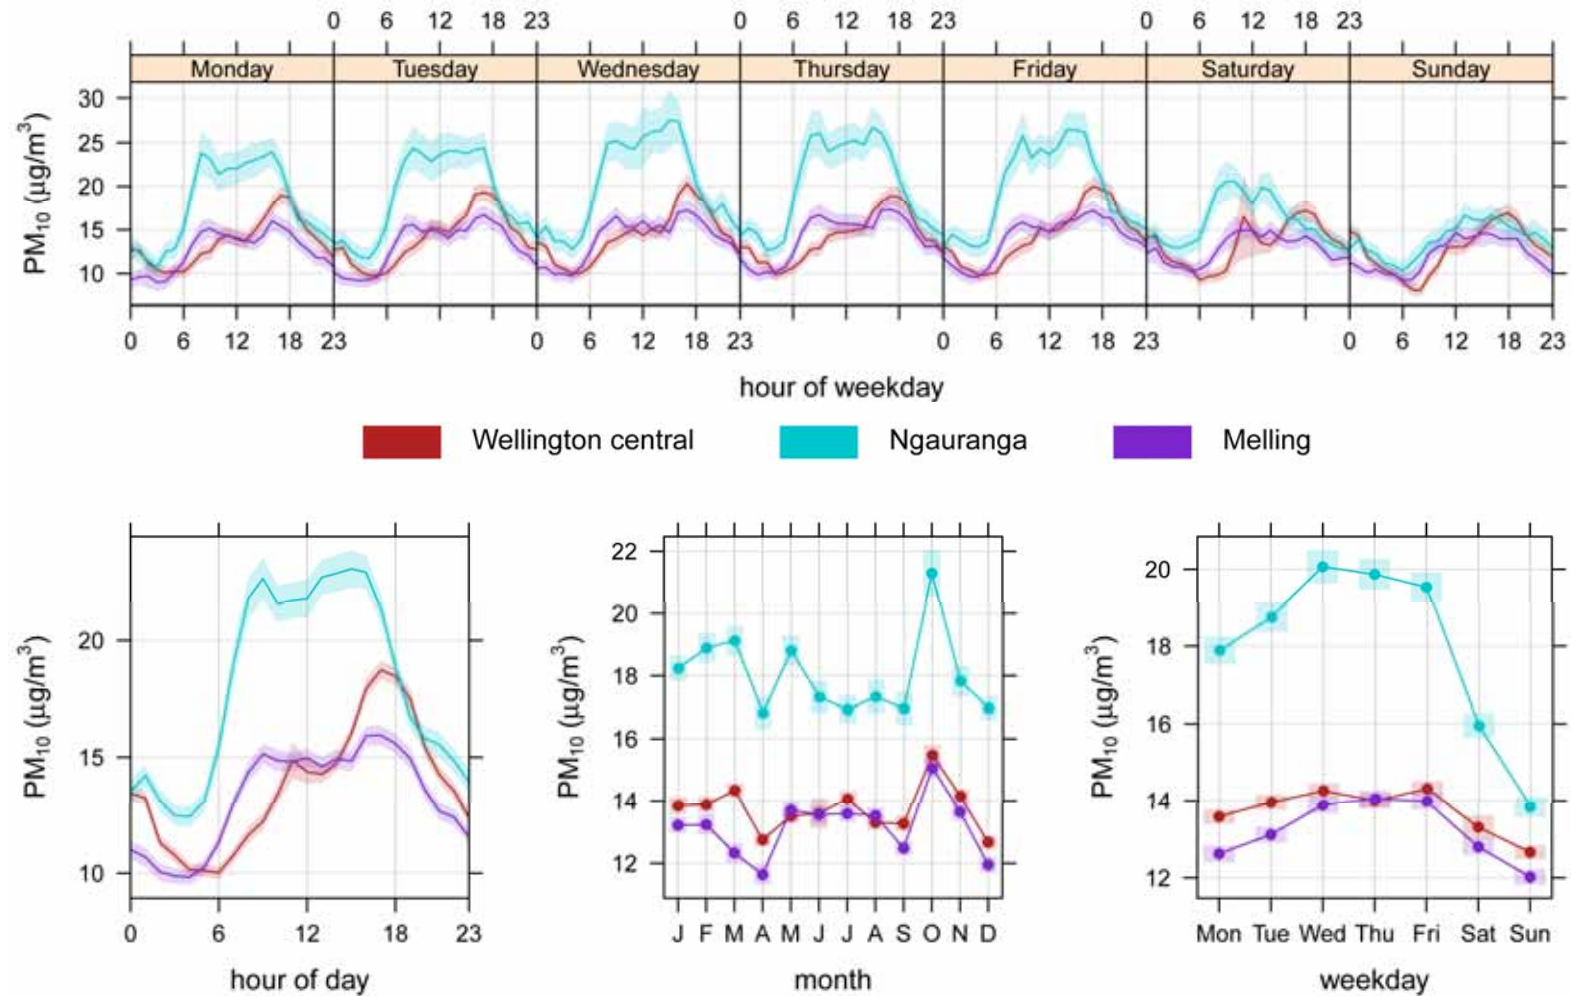 0 6 12 18 23 0 6 12 18 23 0 6 12 18 23
Monday Tuesday Wednesday Thursday Friday Saturday Sunday
30
25
20
15
10
PM10 (µg/m3)
0 6 12 18 23 0 6 12 18 23 0 6 12 18 23 0 6 12 18 23
hour of weekday
Wellington central Ngauranga Melling
20
15
10
PM10 (µg/m3)
0 6 12 18 23
hour of day
22
20
18
16
14
12
PM10 (µg/m3)
J F M A M J J A S O N D
month
20
18
16
14
12
PM10 (µg/m3)
Mon Tue Wed Thu Fri Sat Sun
weekday